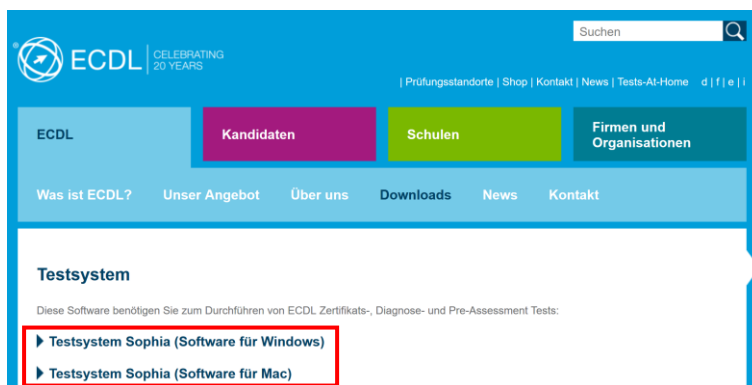 Suchen
ECDL CELEBRATING
20 YEARS
| Prüfungsstandorte | Shop | Kontakt | News | Tests-At-Home d | f | e | i
ECDL Kandidaten Schulen Firmen und
Organisationen
Was ist ECDL? Unser Angebot Über uns Downloads News Kontakt
Testsystem
Diese Software benötigen Sie zum Durchführen von ECDL Zertifikats-, Diagnose- und Pre-Assessment Tests:
Testsystem Sophia (Software für Windows)
Testsystem Sophia (Software für Mac)